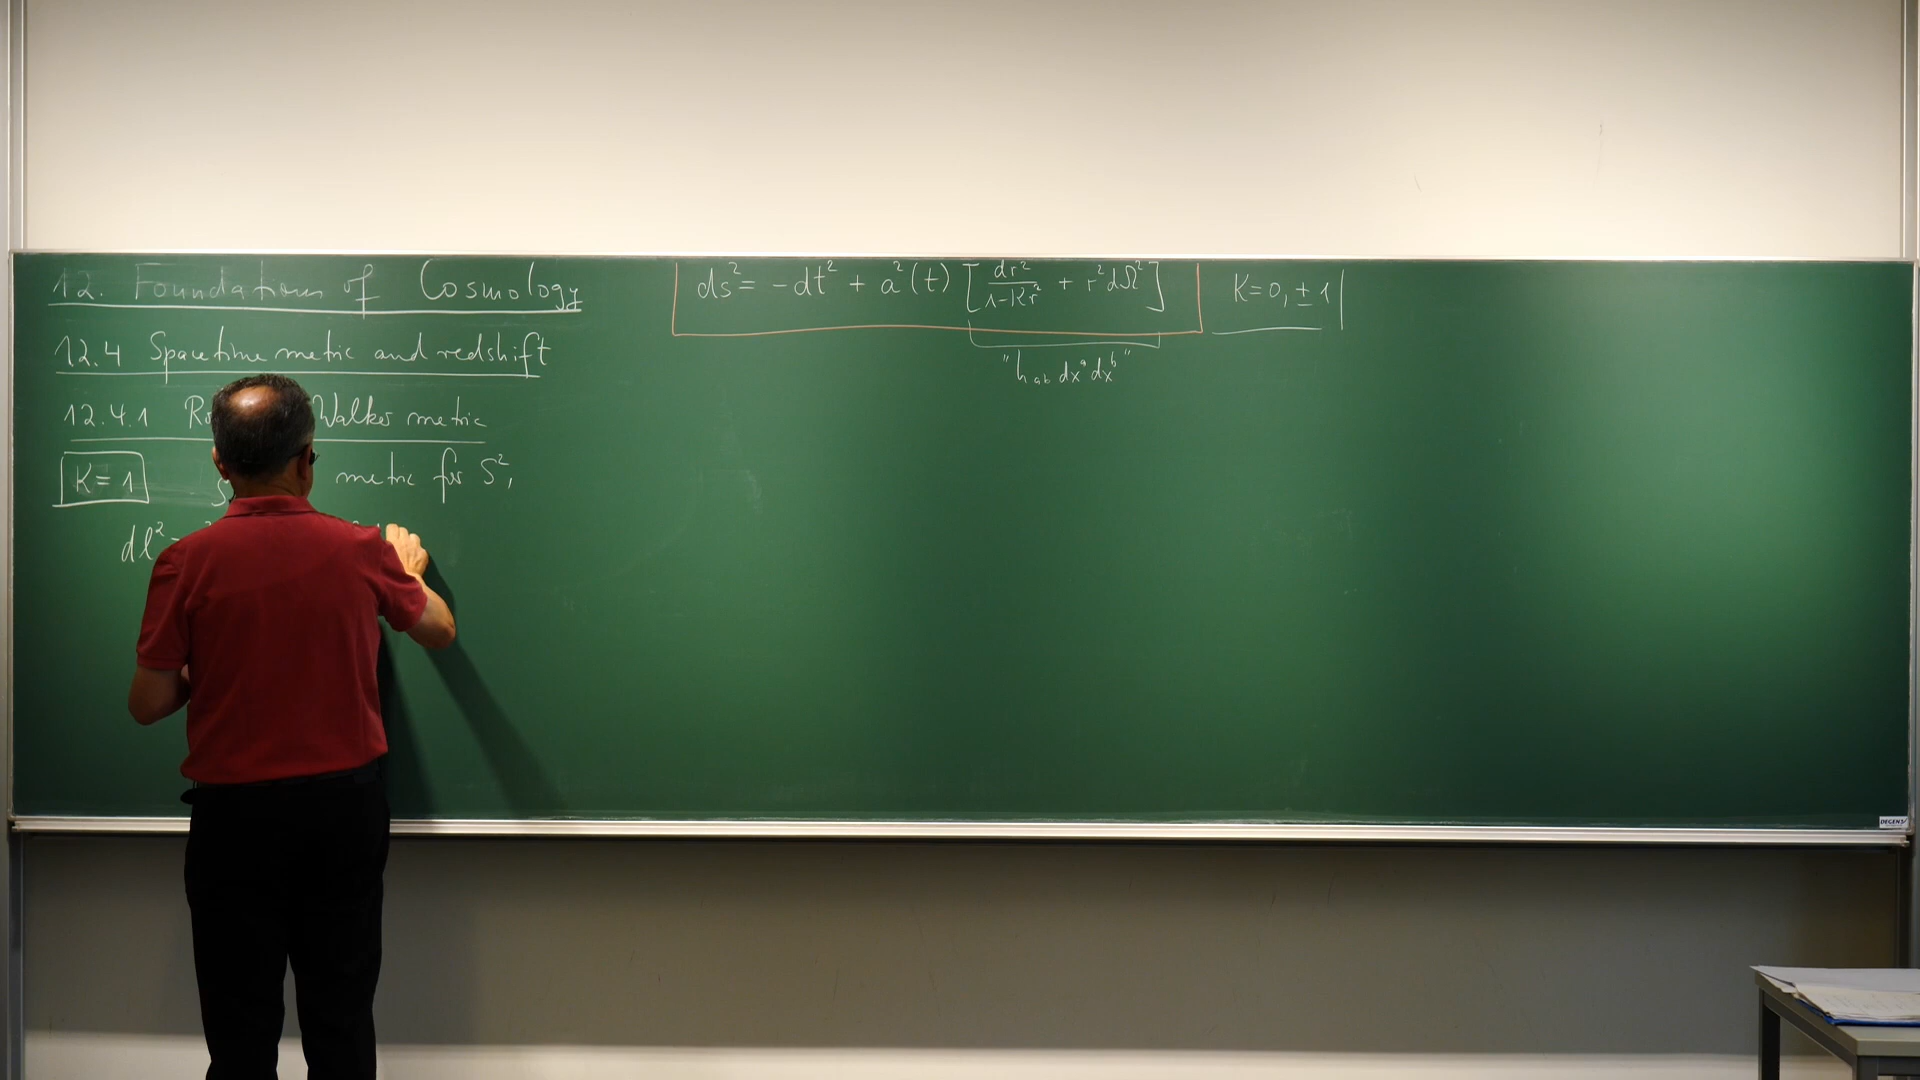 12. Foundations of Cosmology
12.4 Spacetime metric and redshift
12.4.1 Walker metric
K=1 metric for S²,
dl²
ds² = -dt² + a²(t) [dr²/(1-Kr²) + r²dΩ²] K=0, ±1
"h_ab dx^a dx^b"